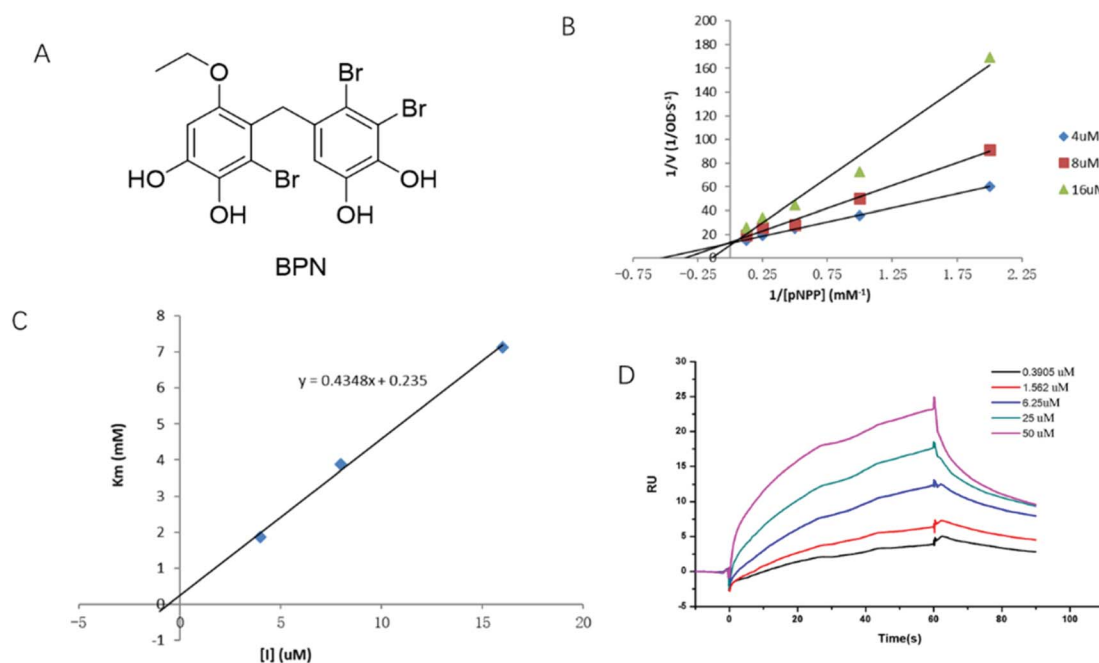 A
O
Br
Br
HO
Br
OH
OH
OH
BPN
B
200
180
160
140
120
100
80
60
40
20
0
1/V (1/OD·S⁻¹)
-0.75
-0.25
0.25
0.75
1.25
1.75
2.25
1/[pNPP] (mM⁻¹)
4uM
8uM
16uM
C
8
7
6
5
4
3
2
1
0
-1
Km (mM)
y = 0.4348x + 0.235
-5
0
5
10
15
20
[I] (uM)
D
30
25
20
15
10
5
0
-5
RU
0
20
40
60
80
100
Time(s)
0.3905 uM
1.562 uM
6.25uM
25 uM
50 uM